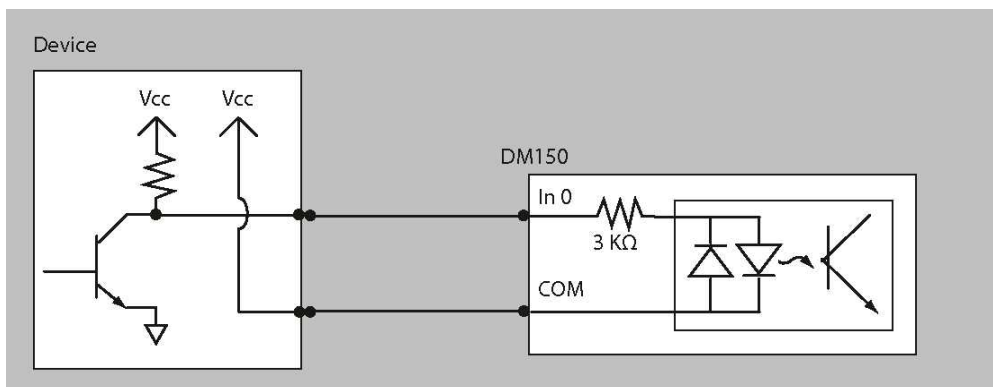 Device
Vcc Vcc
DM150
In 0
3 KΩ
COM